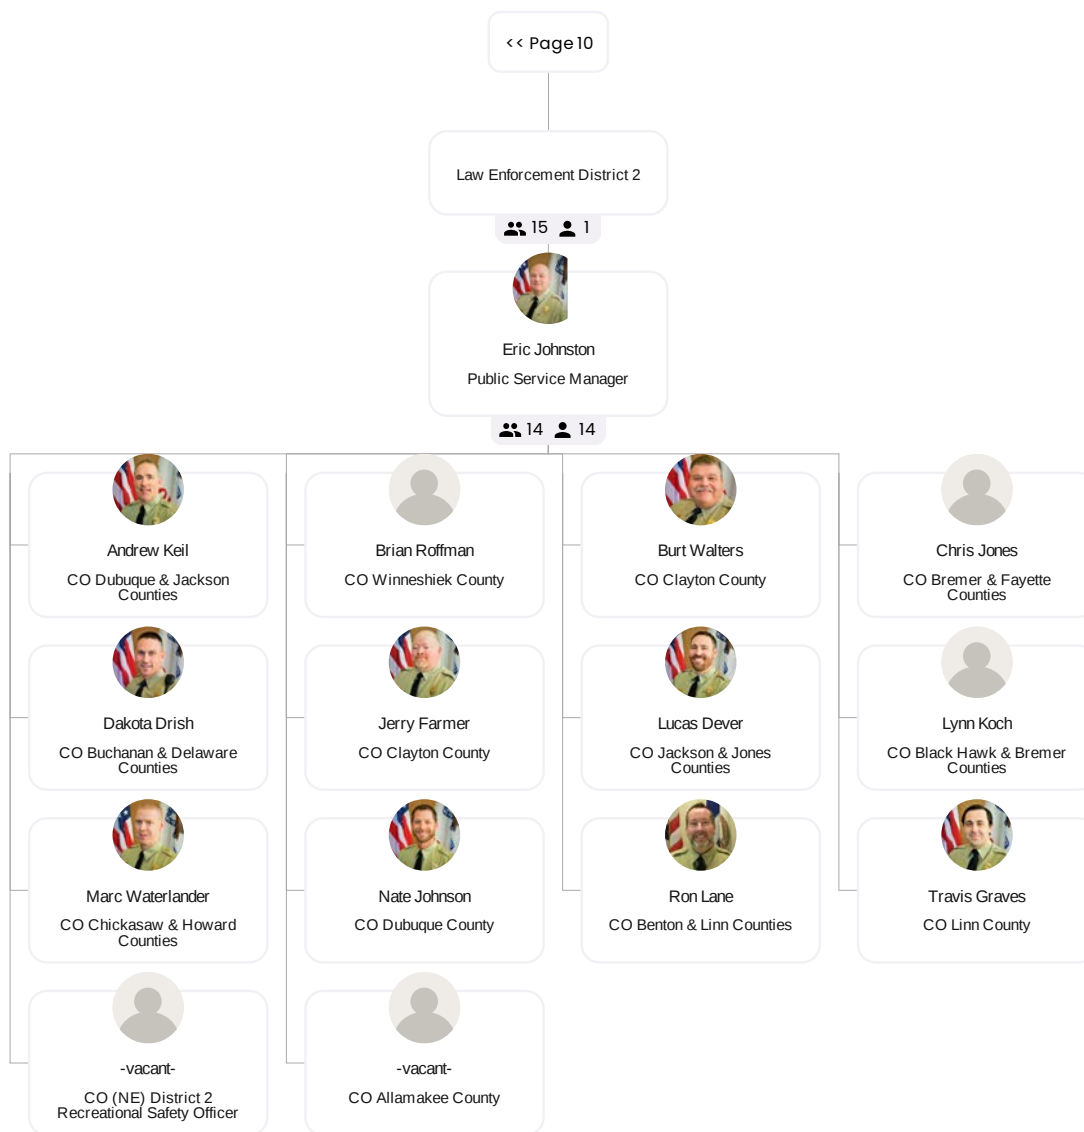 << Page 10
Law Enforcement District 2
15 1
Eric Johnston
Public Service Manager
14 14
Andrew Keil
CO Dubuque & Jackson
Counties
Brian Roffman
CO Winneshiek County
Burt Walters
CO Clayton County
Chris Jones
CO Bremer & Fayette
Counties
Dakota Drish
CO Buchanan & Delaware
Counties
Jerry Farmer
CO Clayton County
Lucas Dever
CO Jackson & Jones
Counties
Lynn Koch
CO Black Hawk & Bremer
Counties
Marc Waterlander
CO Chickasaw & Howard
Counties
Nate Johnson
CO Dubuque County
Ron Lane
CO Benton & Linn Counties
Travis Graves
CO Linn County
-vacant-
CO (NE) District 2
Recreational Safety Officer
-vacant-
CO Allamakee County